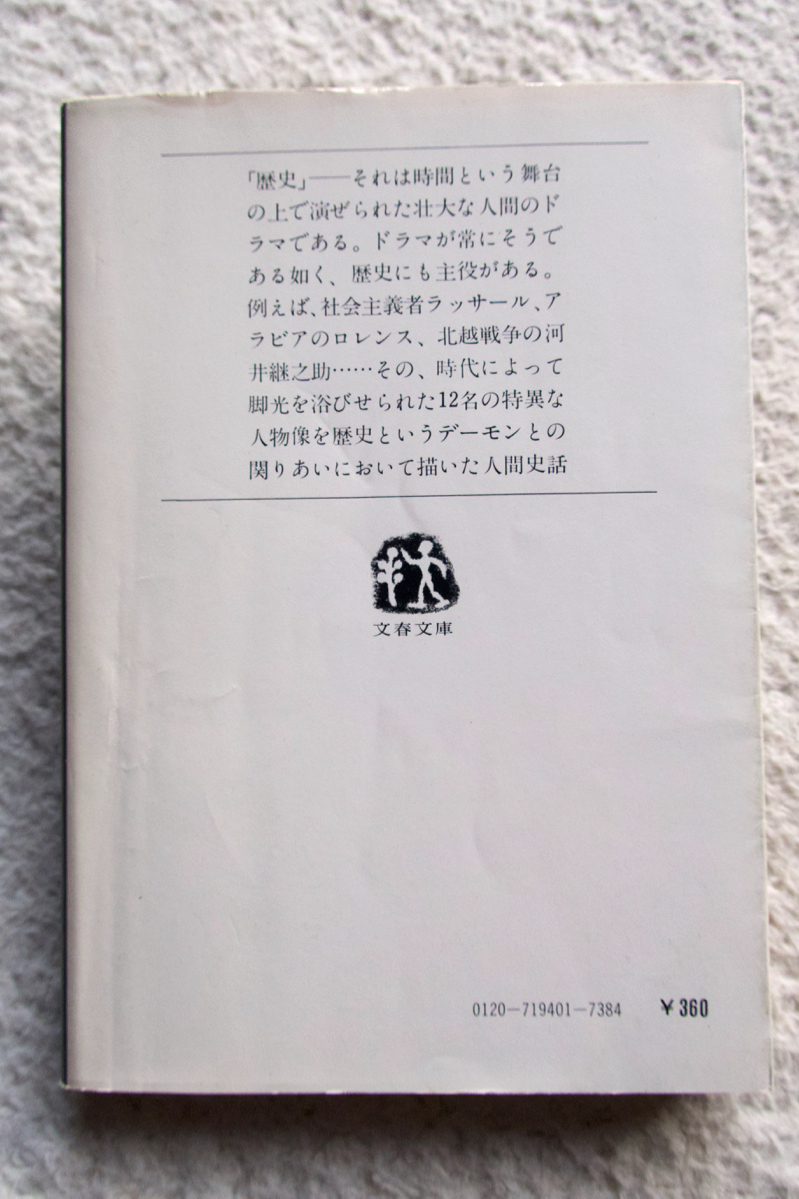 「歴史」──それは時間という舞台
の上で演ぜられた壮大な人間のド
ラマである。ドラマが常にそうで
ある如く、歴史にも主役がある。
例えば、社会主義者ラッサール、ア
ラビアのロレンス、北越戦争の河
井継之助……その、時代によって
脚光を浴びせられた12名の特異な
人物像を歴史というデーモンとの
関りあいにおいて描いた人間史話
文春文庫
0120-719401-7384 ¥360